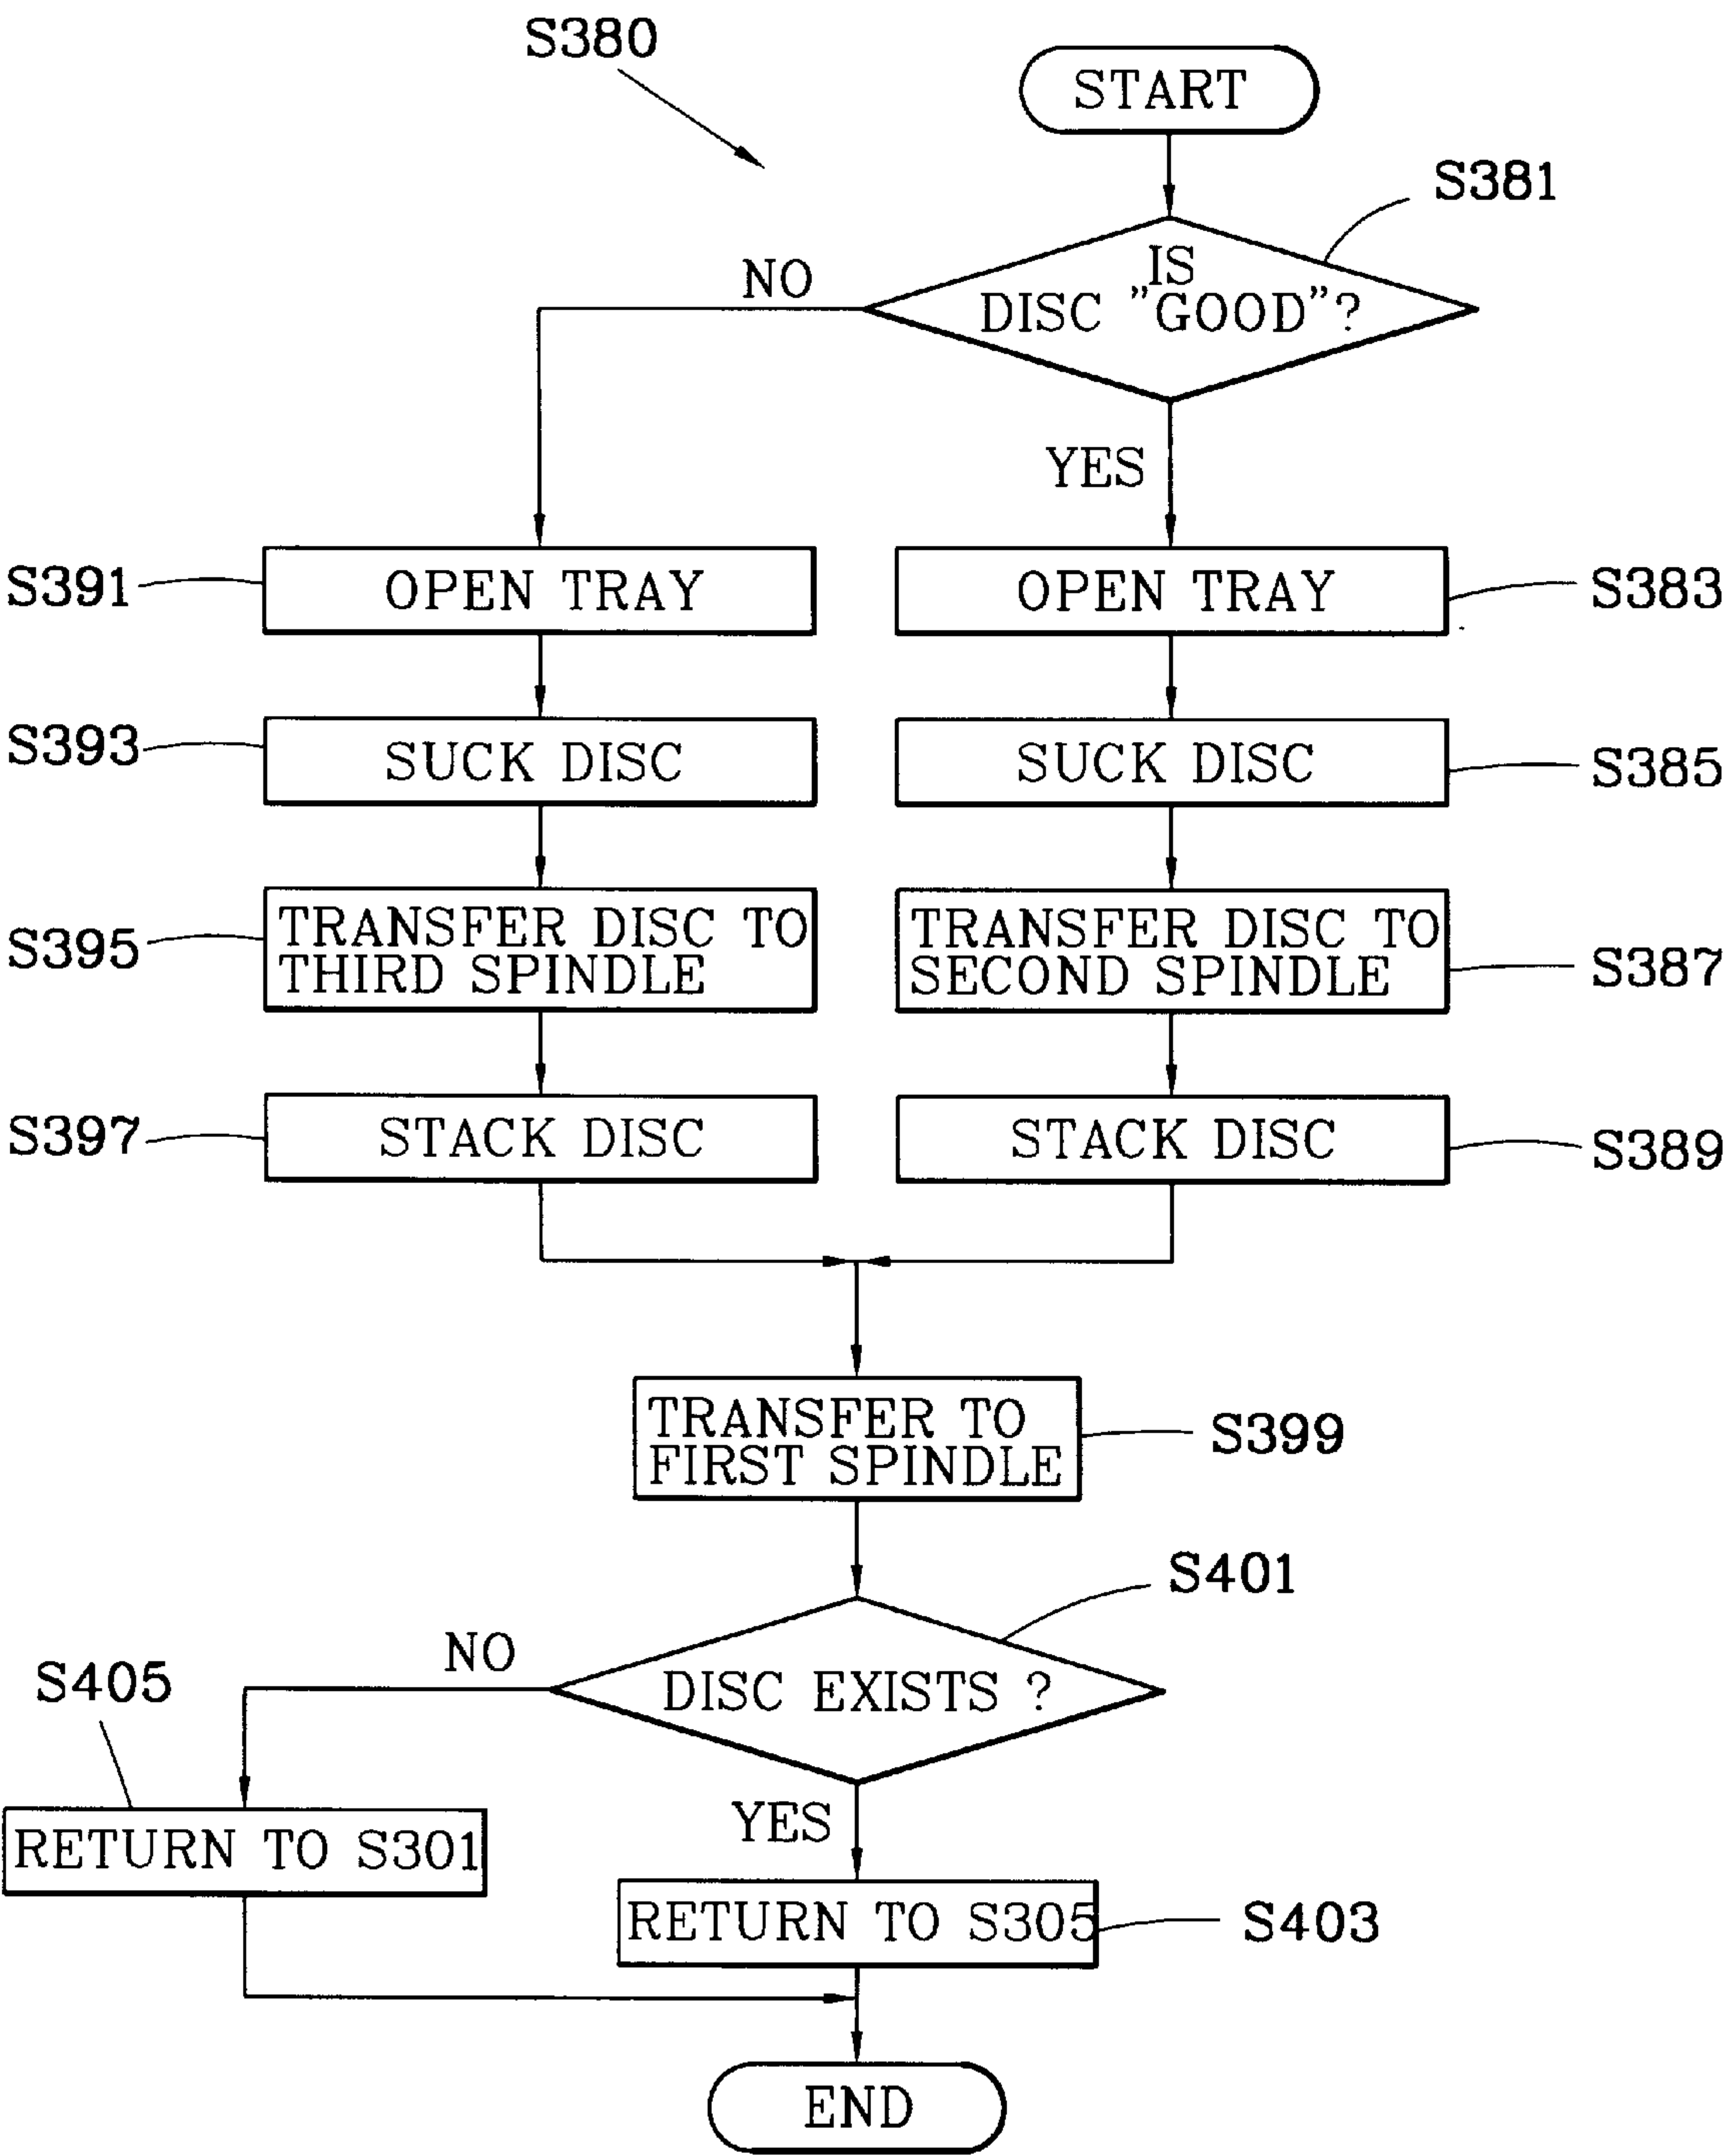 S380
START
S381
IS
DISC "GOOD"?
NO
YES
S391
OPEN TRAY
OPEN TRAY
S383
S393
SUCK DISC
SUCK DISC
S385
S395
TRANSFER DISC TO
THIRD SPINDLE
TRANSFER DISC TO
SECOND SPINDLE
S387
S397
STACK DISC
STACK DISC
S389
TRANSFER TO
FIRST SPINDLE
S399
S401
NO
DISC EXISTS ?
S405
YES
RETURN TO S301
RETURN TO S305
S403
END